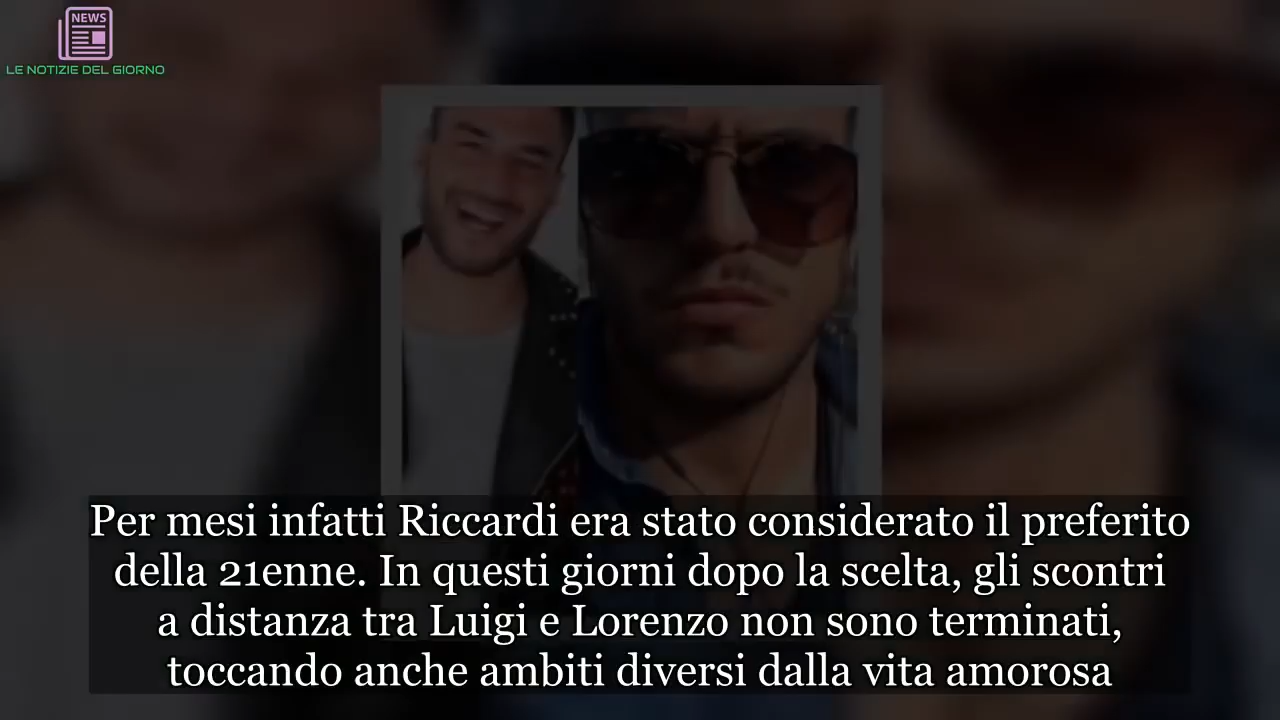 NEWS
LE NOTIZIE DEL GIORNO
Per mesi infatti Riccardi era stato considerato il preferito
della 21enne. In questi giorni dopo la scelta, gli scontri
a distanza tra Luigi e Lorenzo non sono terminati,
toccando anche ambiti diversi dalla vita amorosa